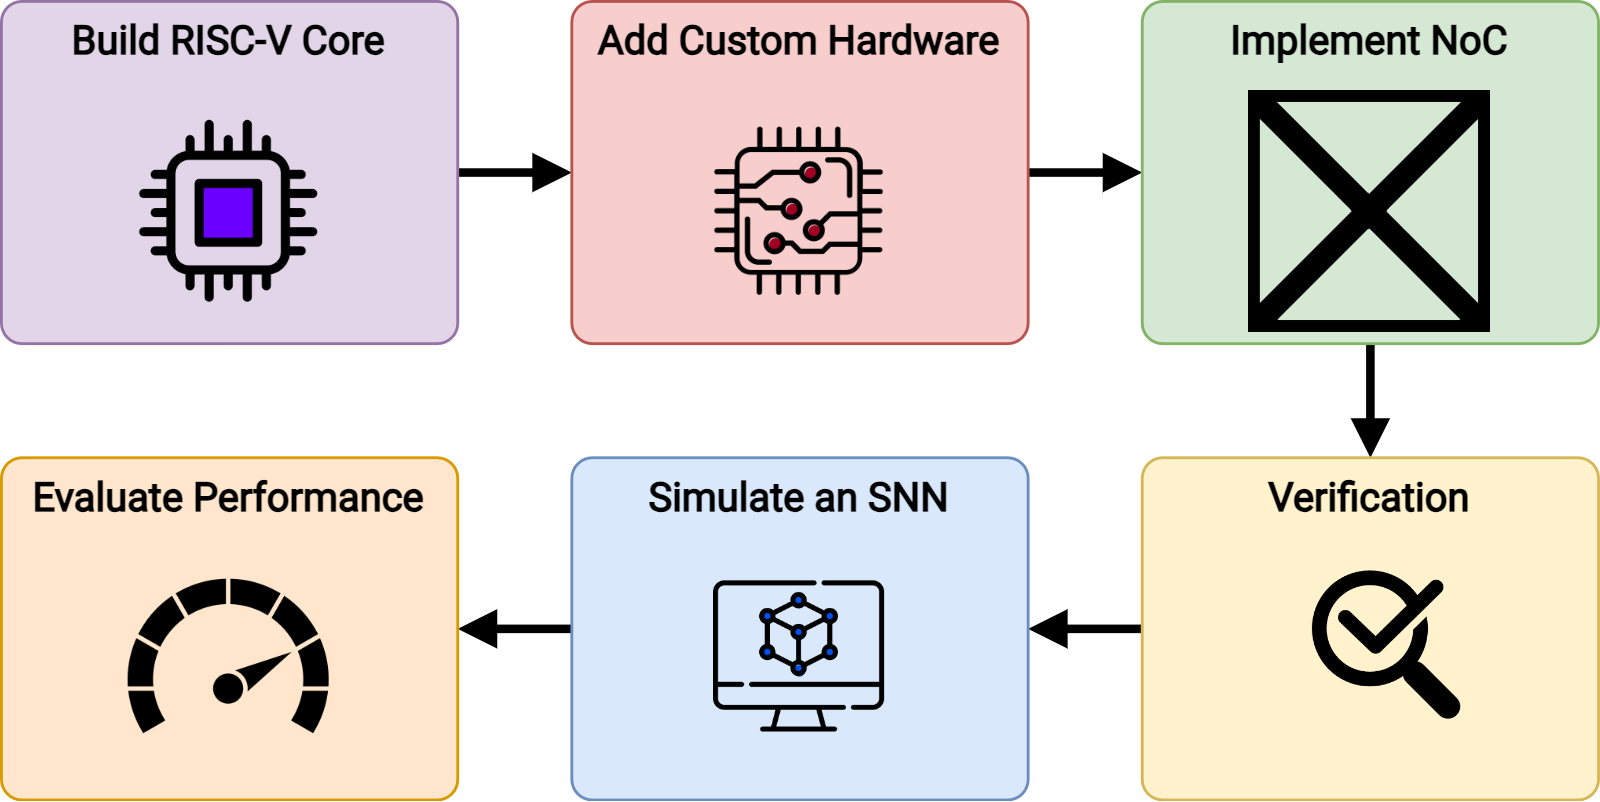 Build RISC-V Core
Add Custom Hardware
Implement NoC
Evaluate Performance
Simulate an SNN
Verification